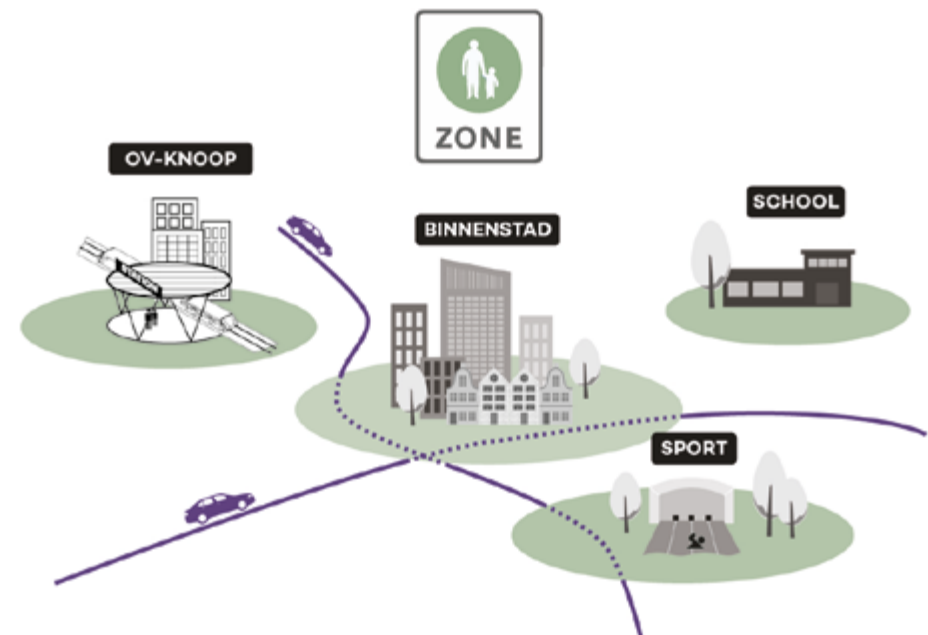 ZONE
OV-KNOOP
SCHOOL
BINNENSTAD
SPORT